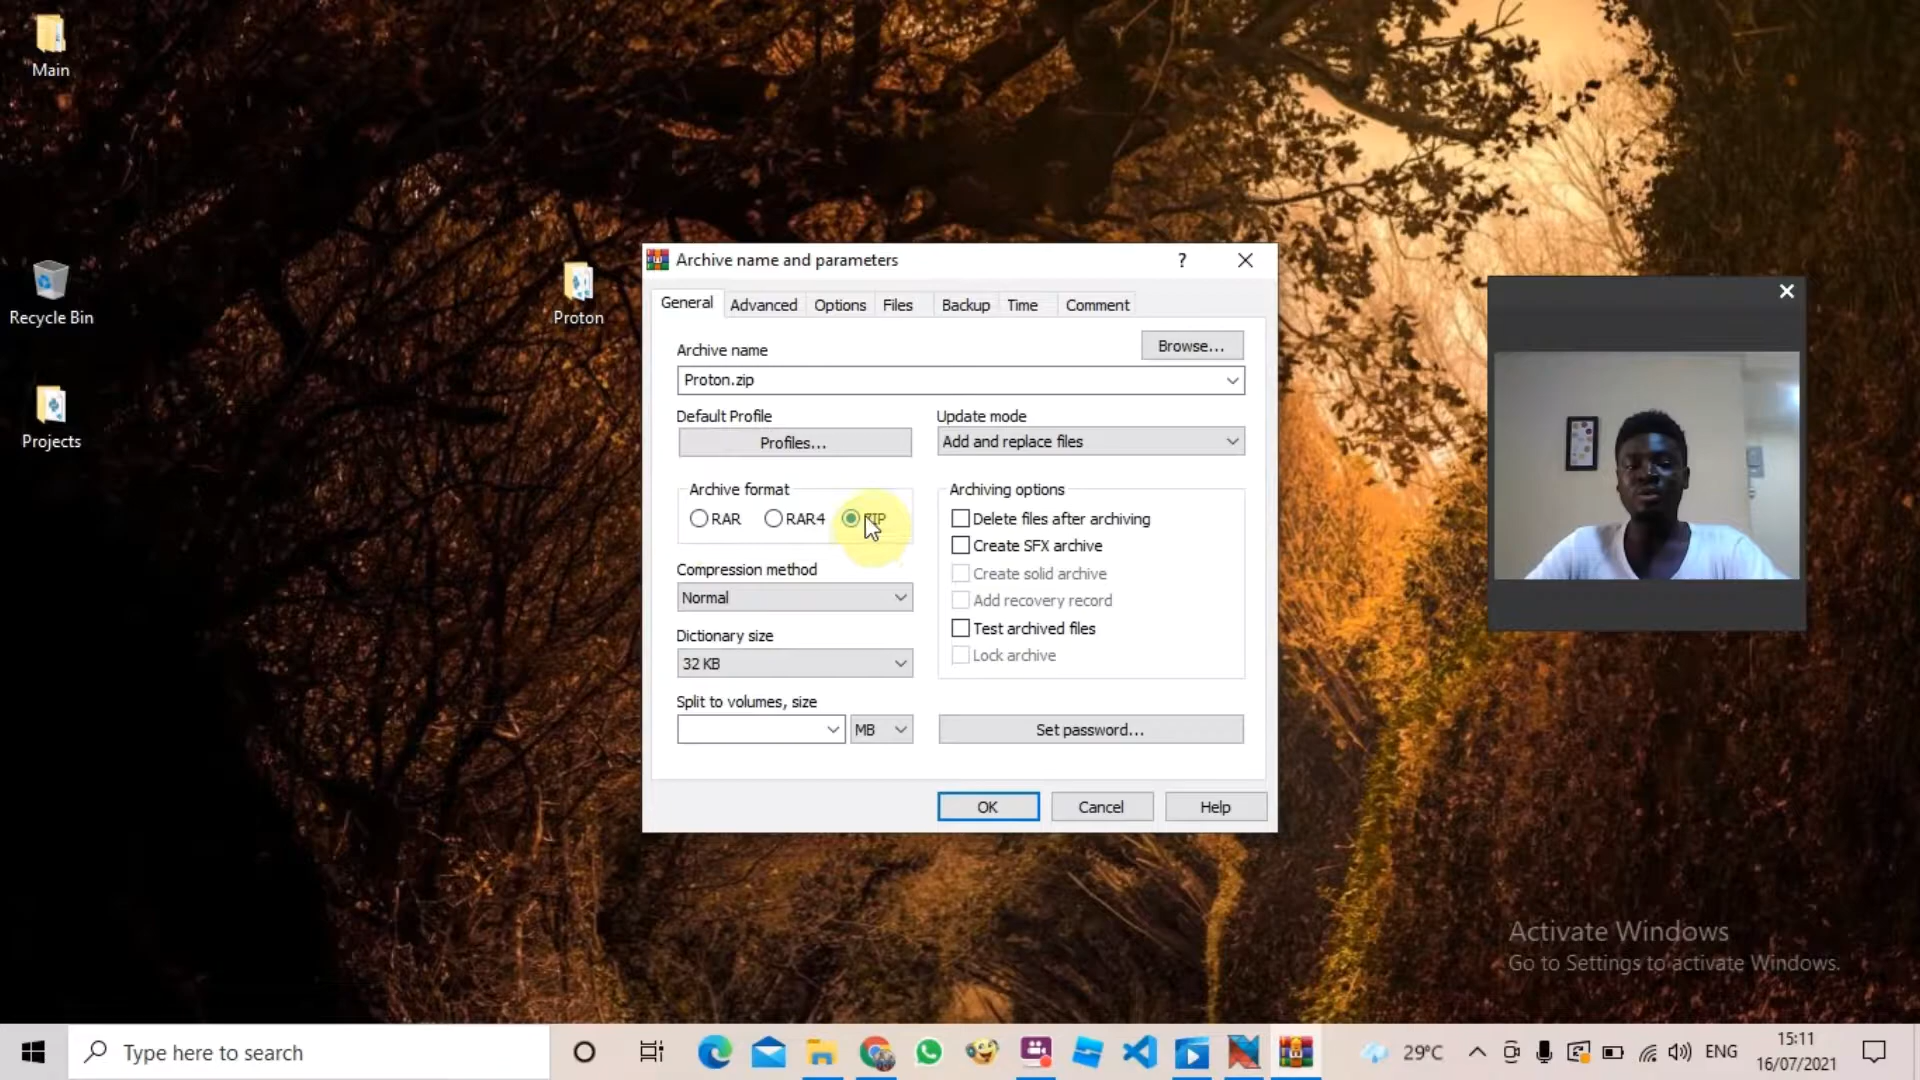 Main
Recycle Bin
Projects
Proton
Archive name and parameters
?
General
Advanced
Options
Files
Backup
Time
Comment
Archive name
Browse...
Proton.zip
Default Profile
Profiles...
Update mode
Add and replace files
Archive format
RAR
RAR4
ZIP
Compression method
Normal
Dictionary size
32 KB
Split to volumes, size
MB
Archiving options
Delete files after archiving
Create SFX archive
Create solid archive
Add recovery record
Test archived files
Lock archive
Set password...
OK
Cancel
Help
Activate Windows
Go to Settings to activate Windows.
Type here to search
29°C
ENG
15:11
16/07/2021